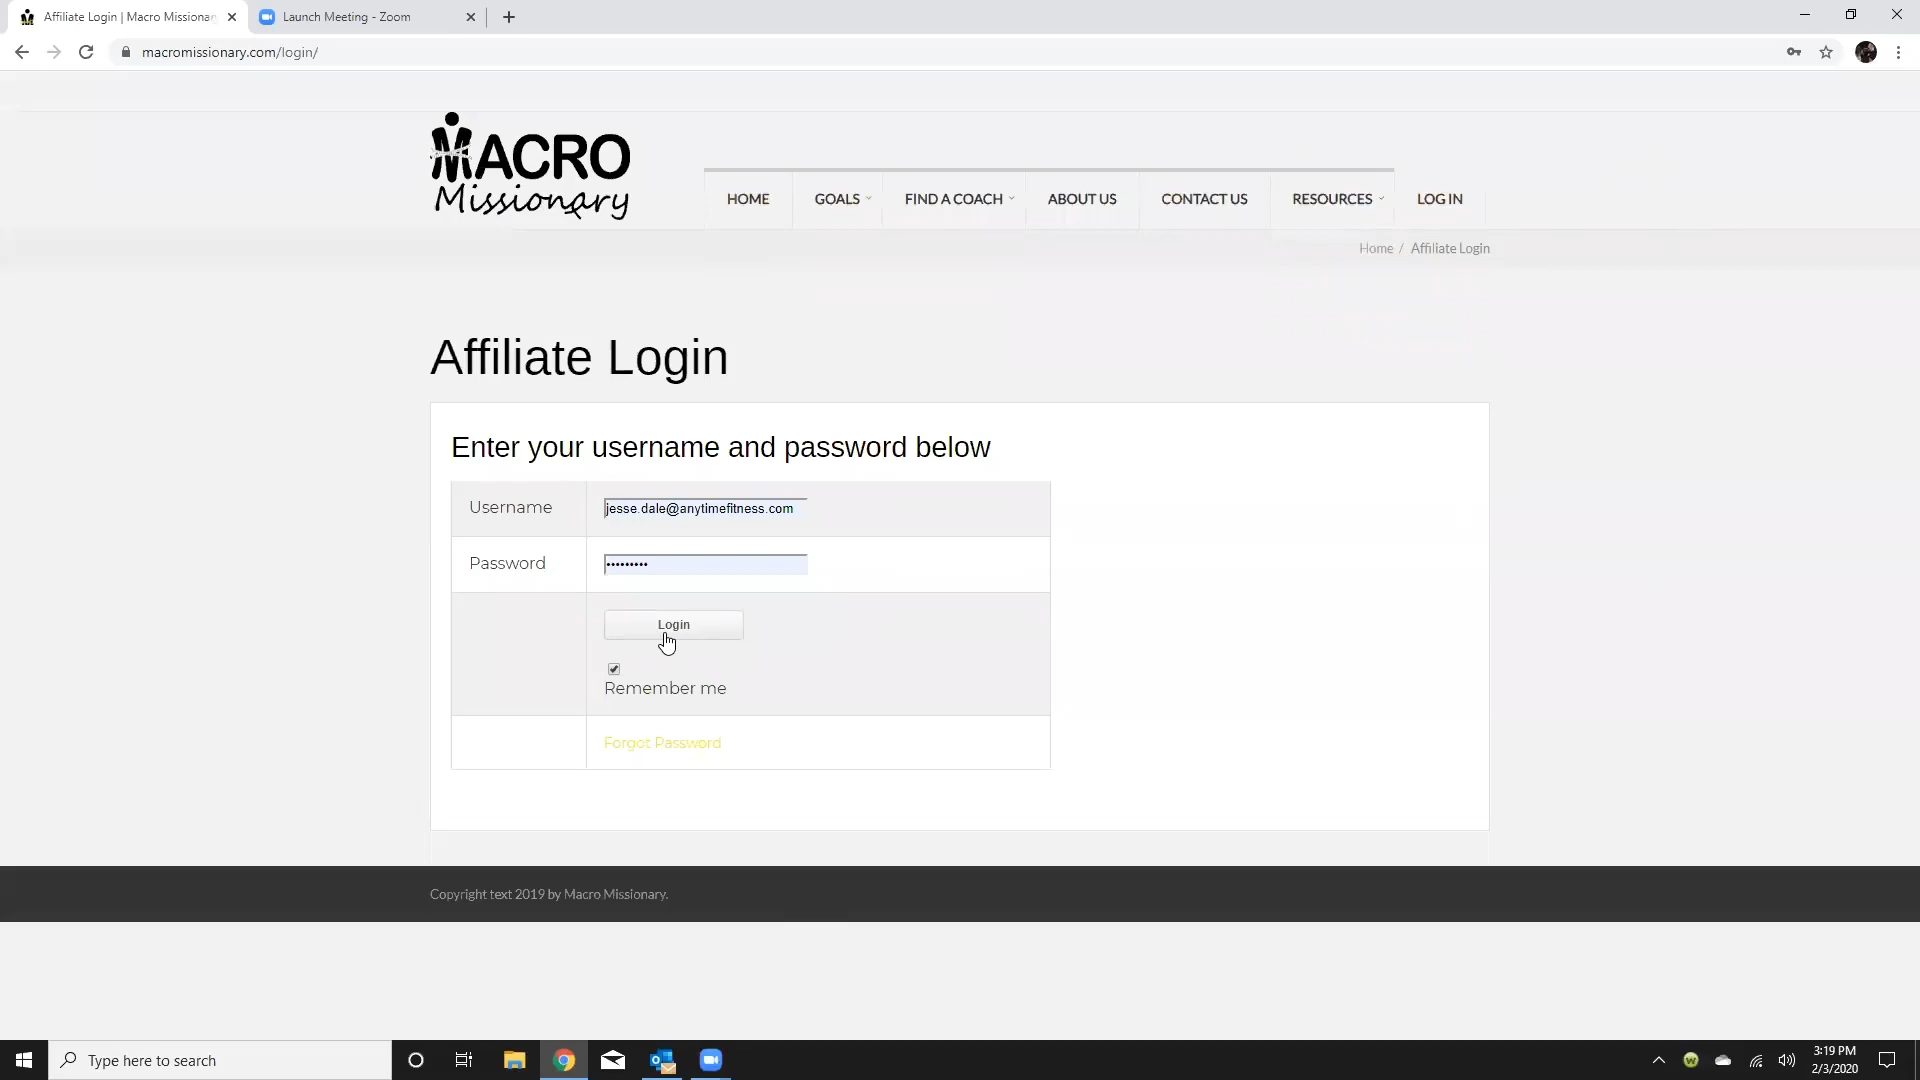 Affiliate Login | Macro Missionar
Launch Meeting - Zoom
macromissionary.com/login/
MACRO
Missionary
HOME
GOALS
FIND A COACH
ABOUT US
CONTACT US
RESOURCES
LOG IN
Home / Affiliate Login
Affiliate Login
Enter your username and password below
Username
jesse.dale@anytimefitness.com
Password
•••••••••
Login
Remember me
Forgot Password
Copyright text 2019 by Macro Missionary.
Type here to search
3:19 PM
2/3/2020